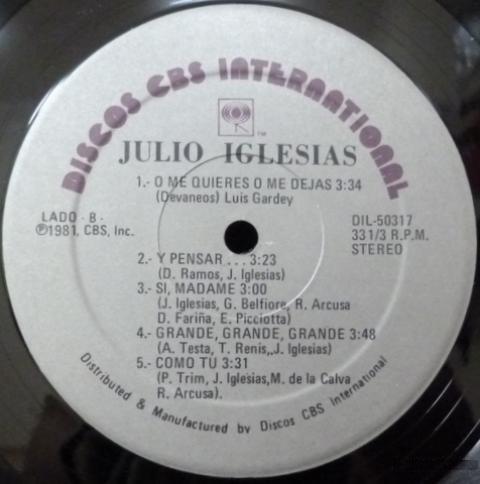 DISCOS CBS INTERNATIONAL
TM
JULIO IGLESIAS
1.- O ME QUIERES O ME DEJAS 3:34
(Devaneos) Luis Gardey
LADO - B -
℗1981, CBS, Inc.
DIL-50317
33 1/3 R.P.M.
STEREO
2.- Y PENSAR . . . 3:23
(D. Ramos, J. Iglesias)
3.- SI, MADAME 3:00
(J. Iglesias, G. Belfiore, R. Arcusa
D. Fariña, E. Picciotta)
4.- GRANDE, GRANDE, GRANDE 3:48
(A. Testa, T. Renis,,J. Iglesias)
5.- COMO TU 3:31
(P. Trim, J. Iglesias,M. de la Calva
R. Arcusa).
Distributed & Manufactured by Discos CBS International